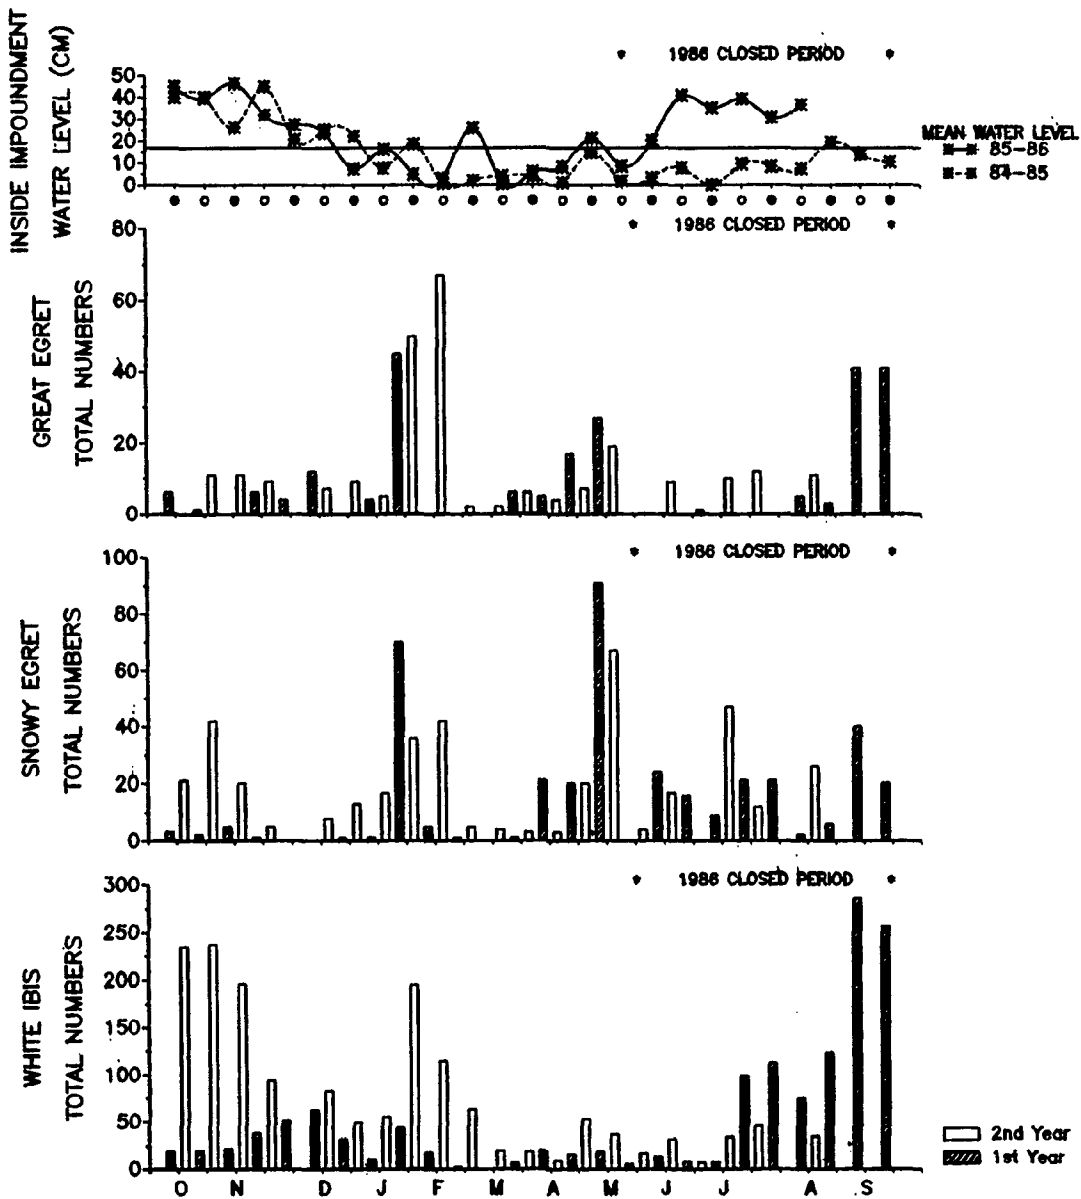 INSIDE IMPOUNDMENT
WATER LEVEL (CM)
1986 CLOSED PERIOD
50
40
30
20
10
0
MEAN WATER LEVEL
85-86
84-85
GREAT EGRET
TOTAL NUMBERS
1986 CLOSED PERIOD
80
60
40
20
0
SNOWY EGRET
TOTAL NUMBERS
1986 CLOSED PERIOD
100
80
60
40
20
0
WHITE IBIS
TOTAL NUMBERS
1986 CLOSED PERIOD
300
250
200
150
100
50
0
O N D J F M A M J J A S
2nd Year
1st Year